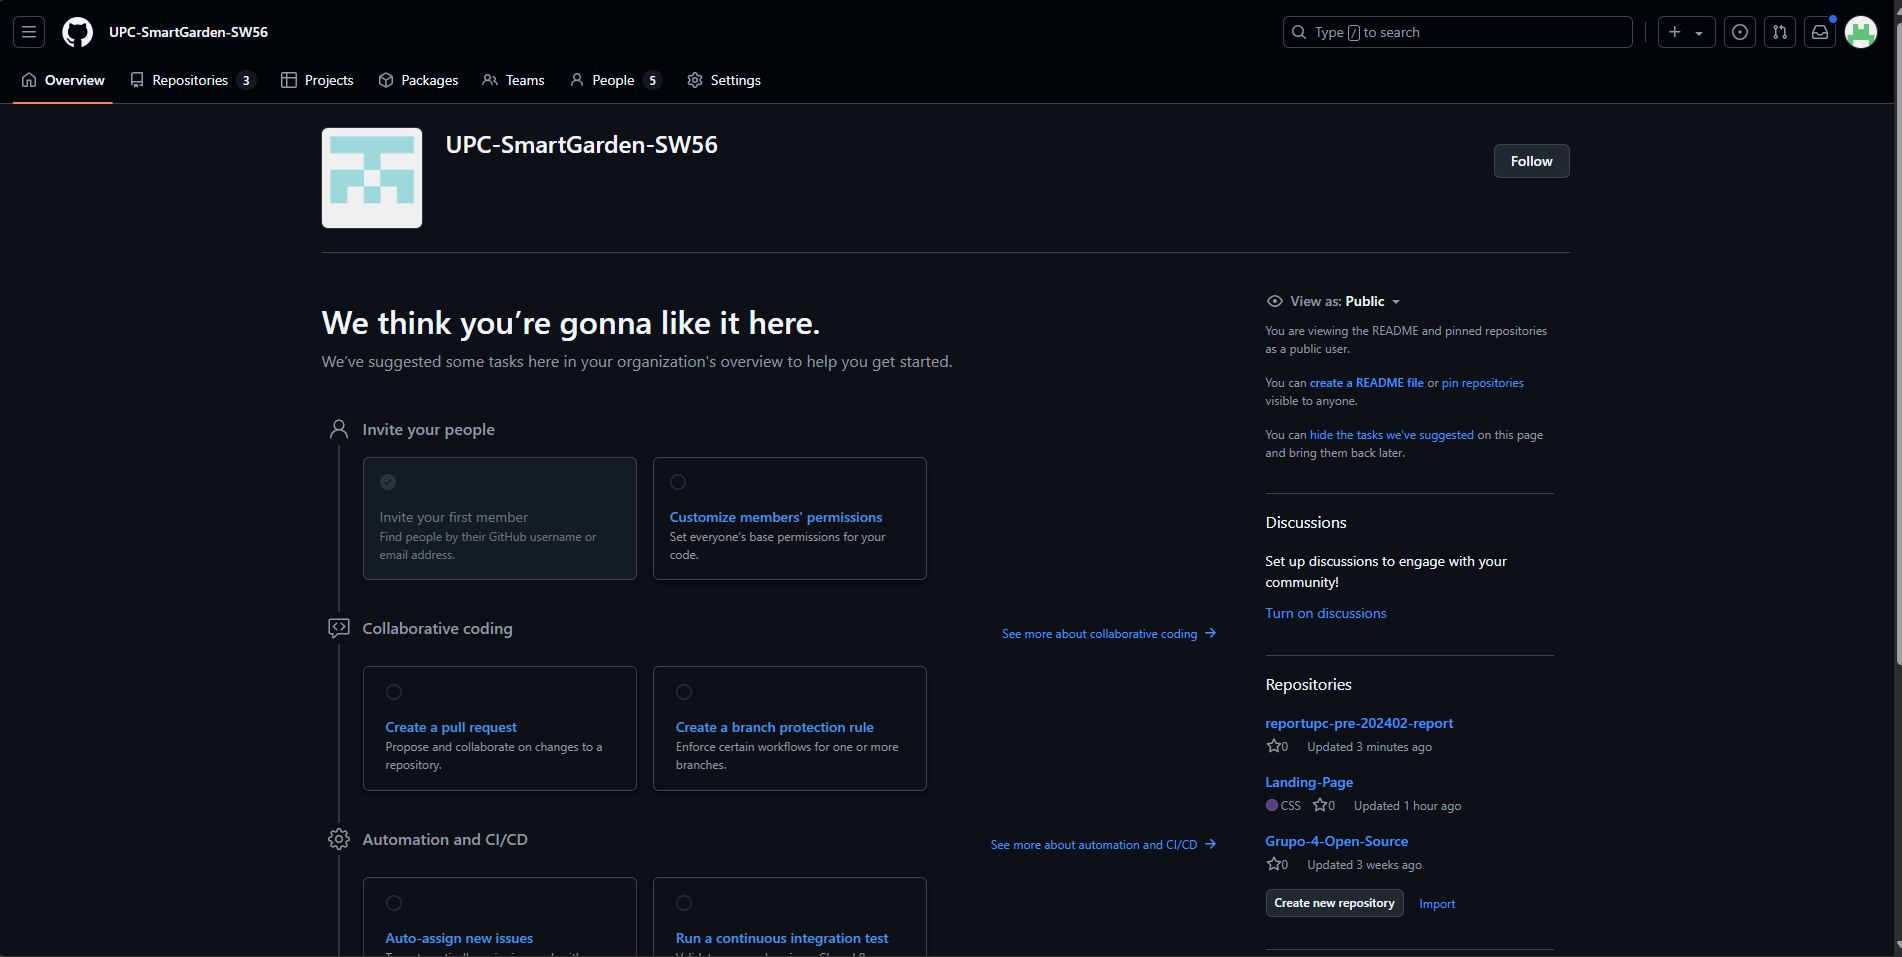 UPC-SmartGarden-SW56
Type / to search
Overview
Repositories 3
Projects
Packages
Teams
People 5
Settings
UPC-SmartGarden-SW56
Follow
We think you’re gonna like it here.
We’ve suggested some tasks here in your organization's overview to help you get started.
Invite your people
Invite your first member
Find people by their GitHub username or
email address.
Customize members' permissions
Set everyone’s base permissions for your
code.
Collaborative coding
See more about collaborative coding
Create a pull request
Propose and collaborate on changes to a
repository.
Create a branch protection rule
Enforce certain workflows for one or more
branches.
Automation and CI/CD
See more about automation and CI/CD
Auto-assign new issues
Run a continuous integration test
View as: Public
You are viewing the README and pinned repositories
as a public user.
You can create a README file or pin repositories
visible to anyone.
You can hide the tasks we've suggested on this page
and bring them back later.
Discussions
Set up discussions to engage with your
community!
Turn on discussions
Repositories
reportupc-pre-202402-report
0 Updated 3 minutes ago
Landing-Page
CSS 0 Updated 1 hour ago
Grupo-4-Open-Source
0 Updated 3 weeks ago
Create new repository
Import